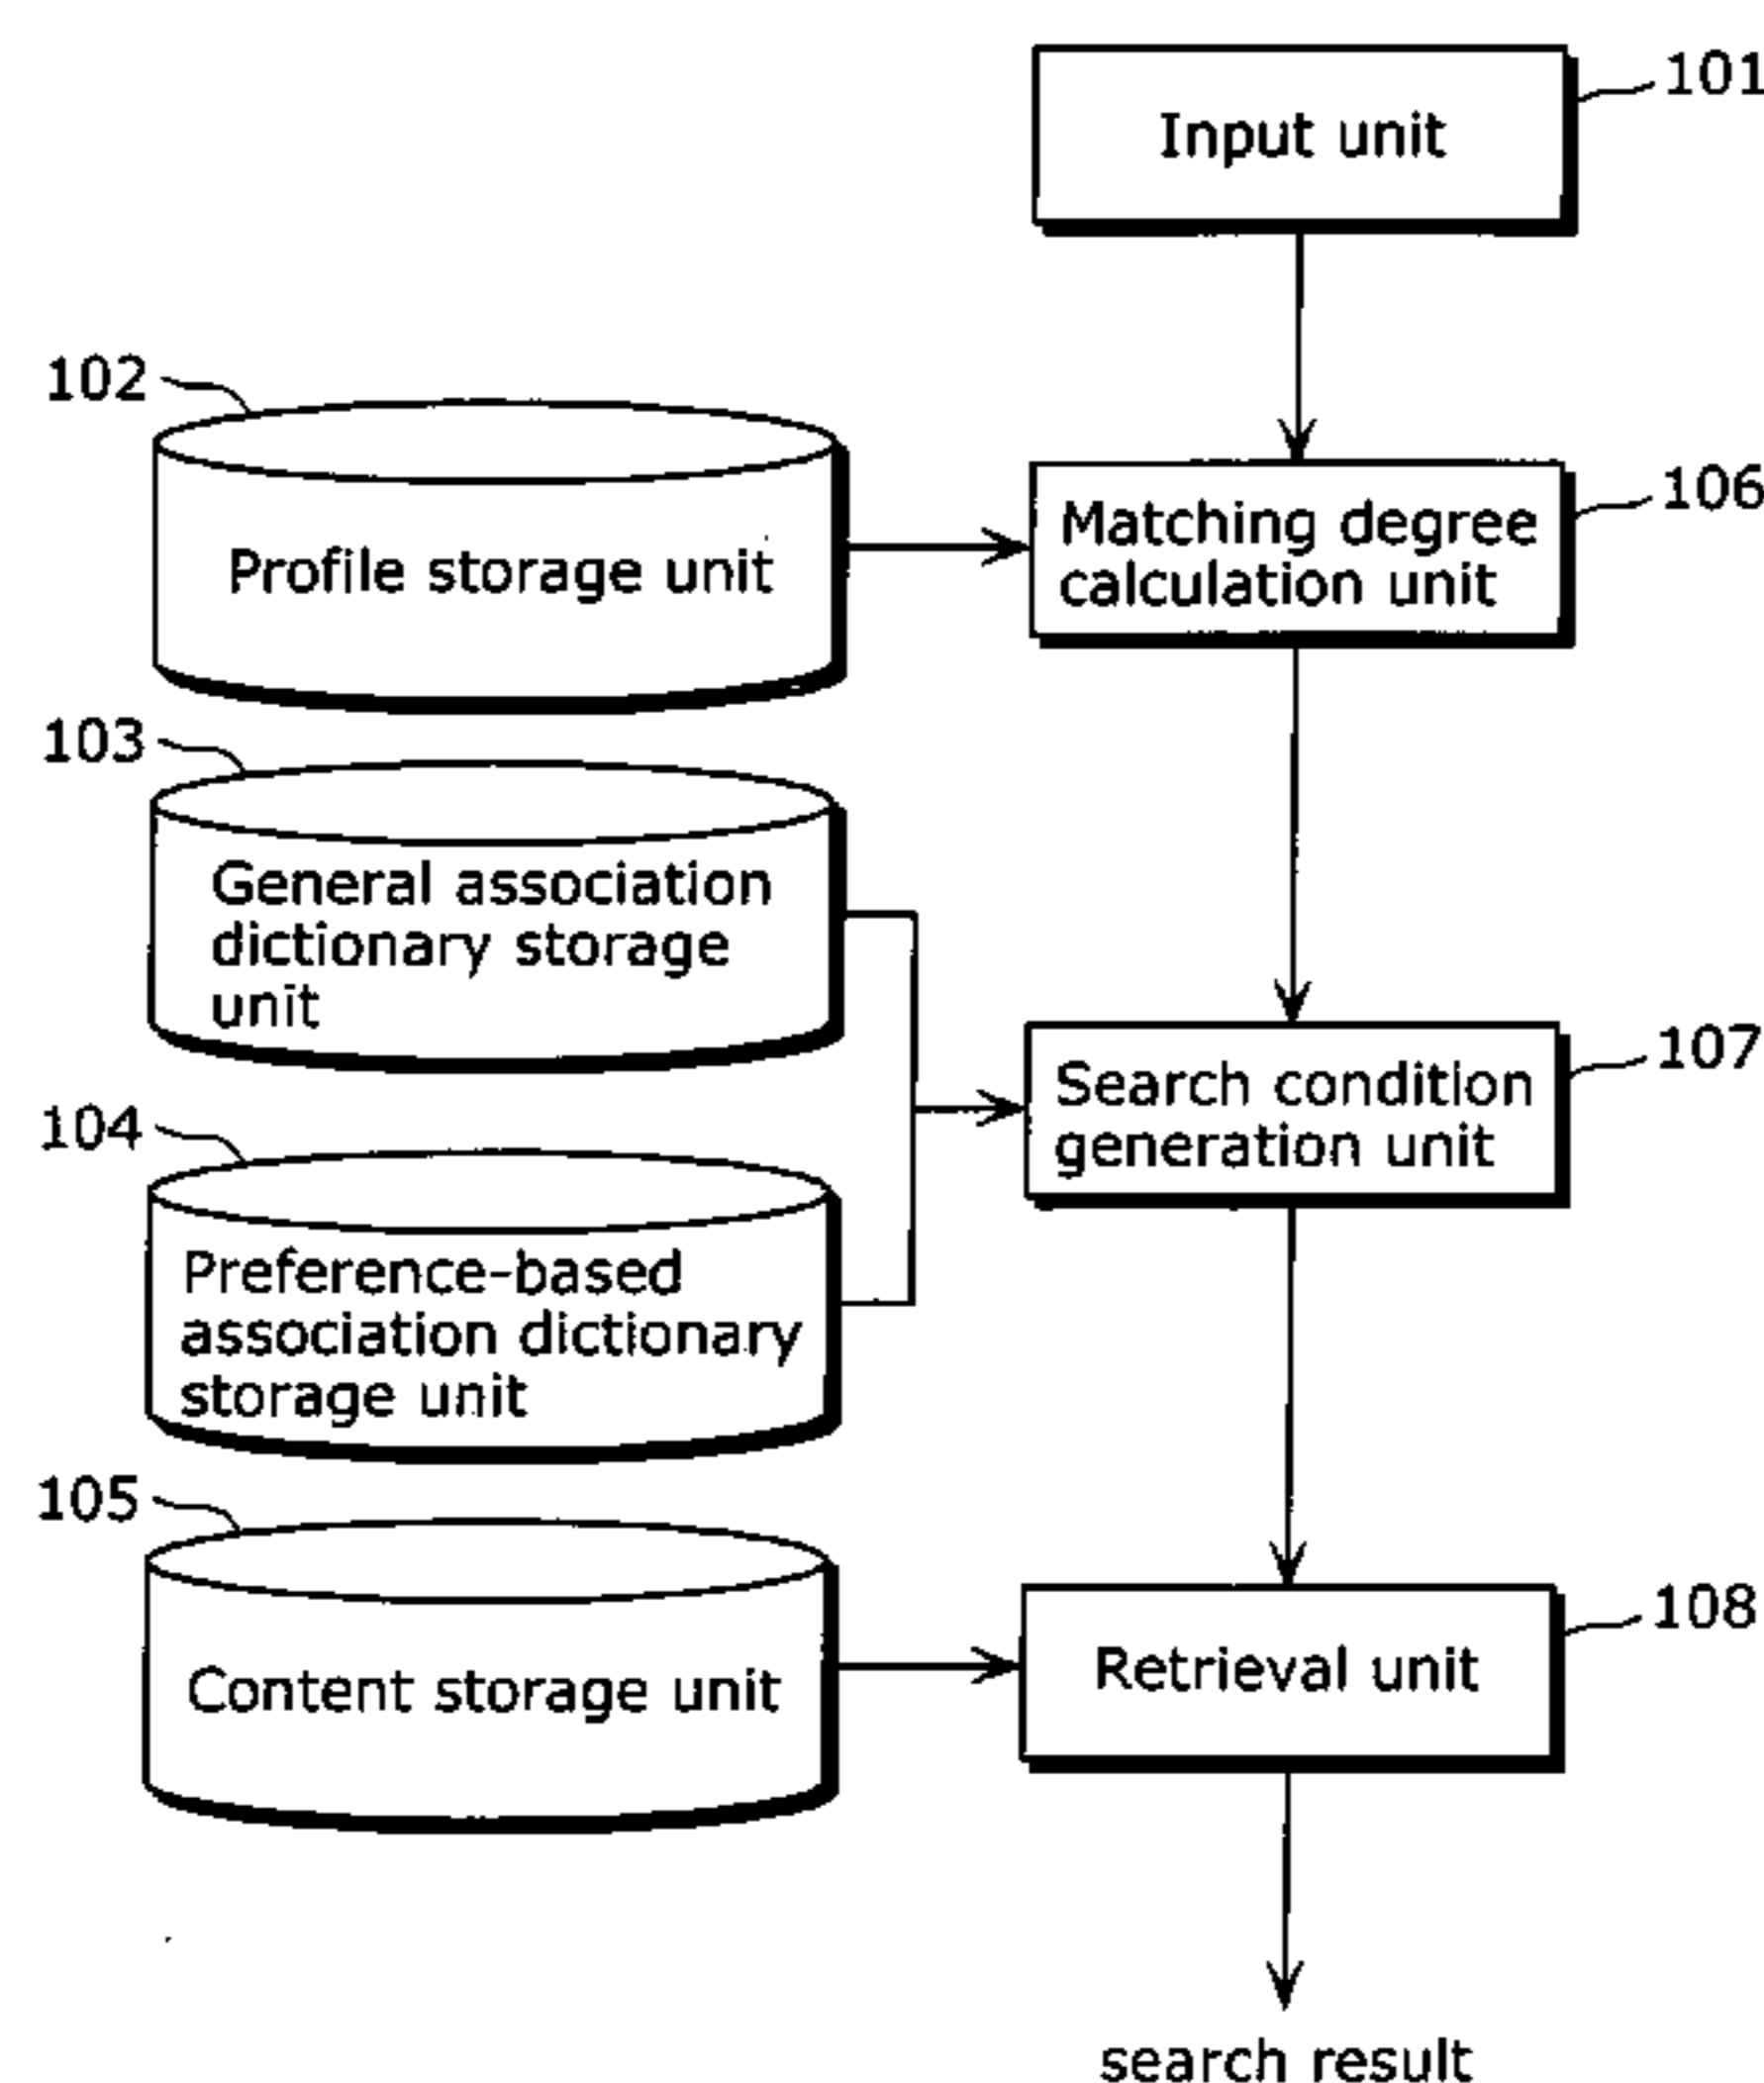 101
Input unit
102
106
Matching degree
calculation unit
Profile storage unit
103
General association
dictionary storage
unit
107
Search condition
generation unit
104
Preference-based
association dictionary
storage unit
105
108
Retrieval unit
Content storage unit
search result